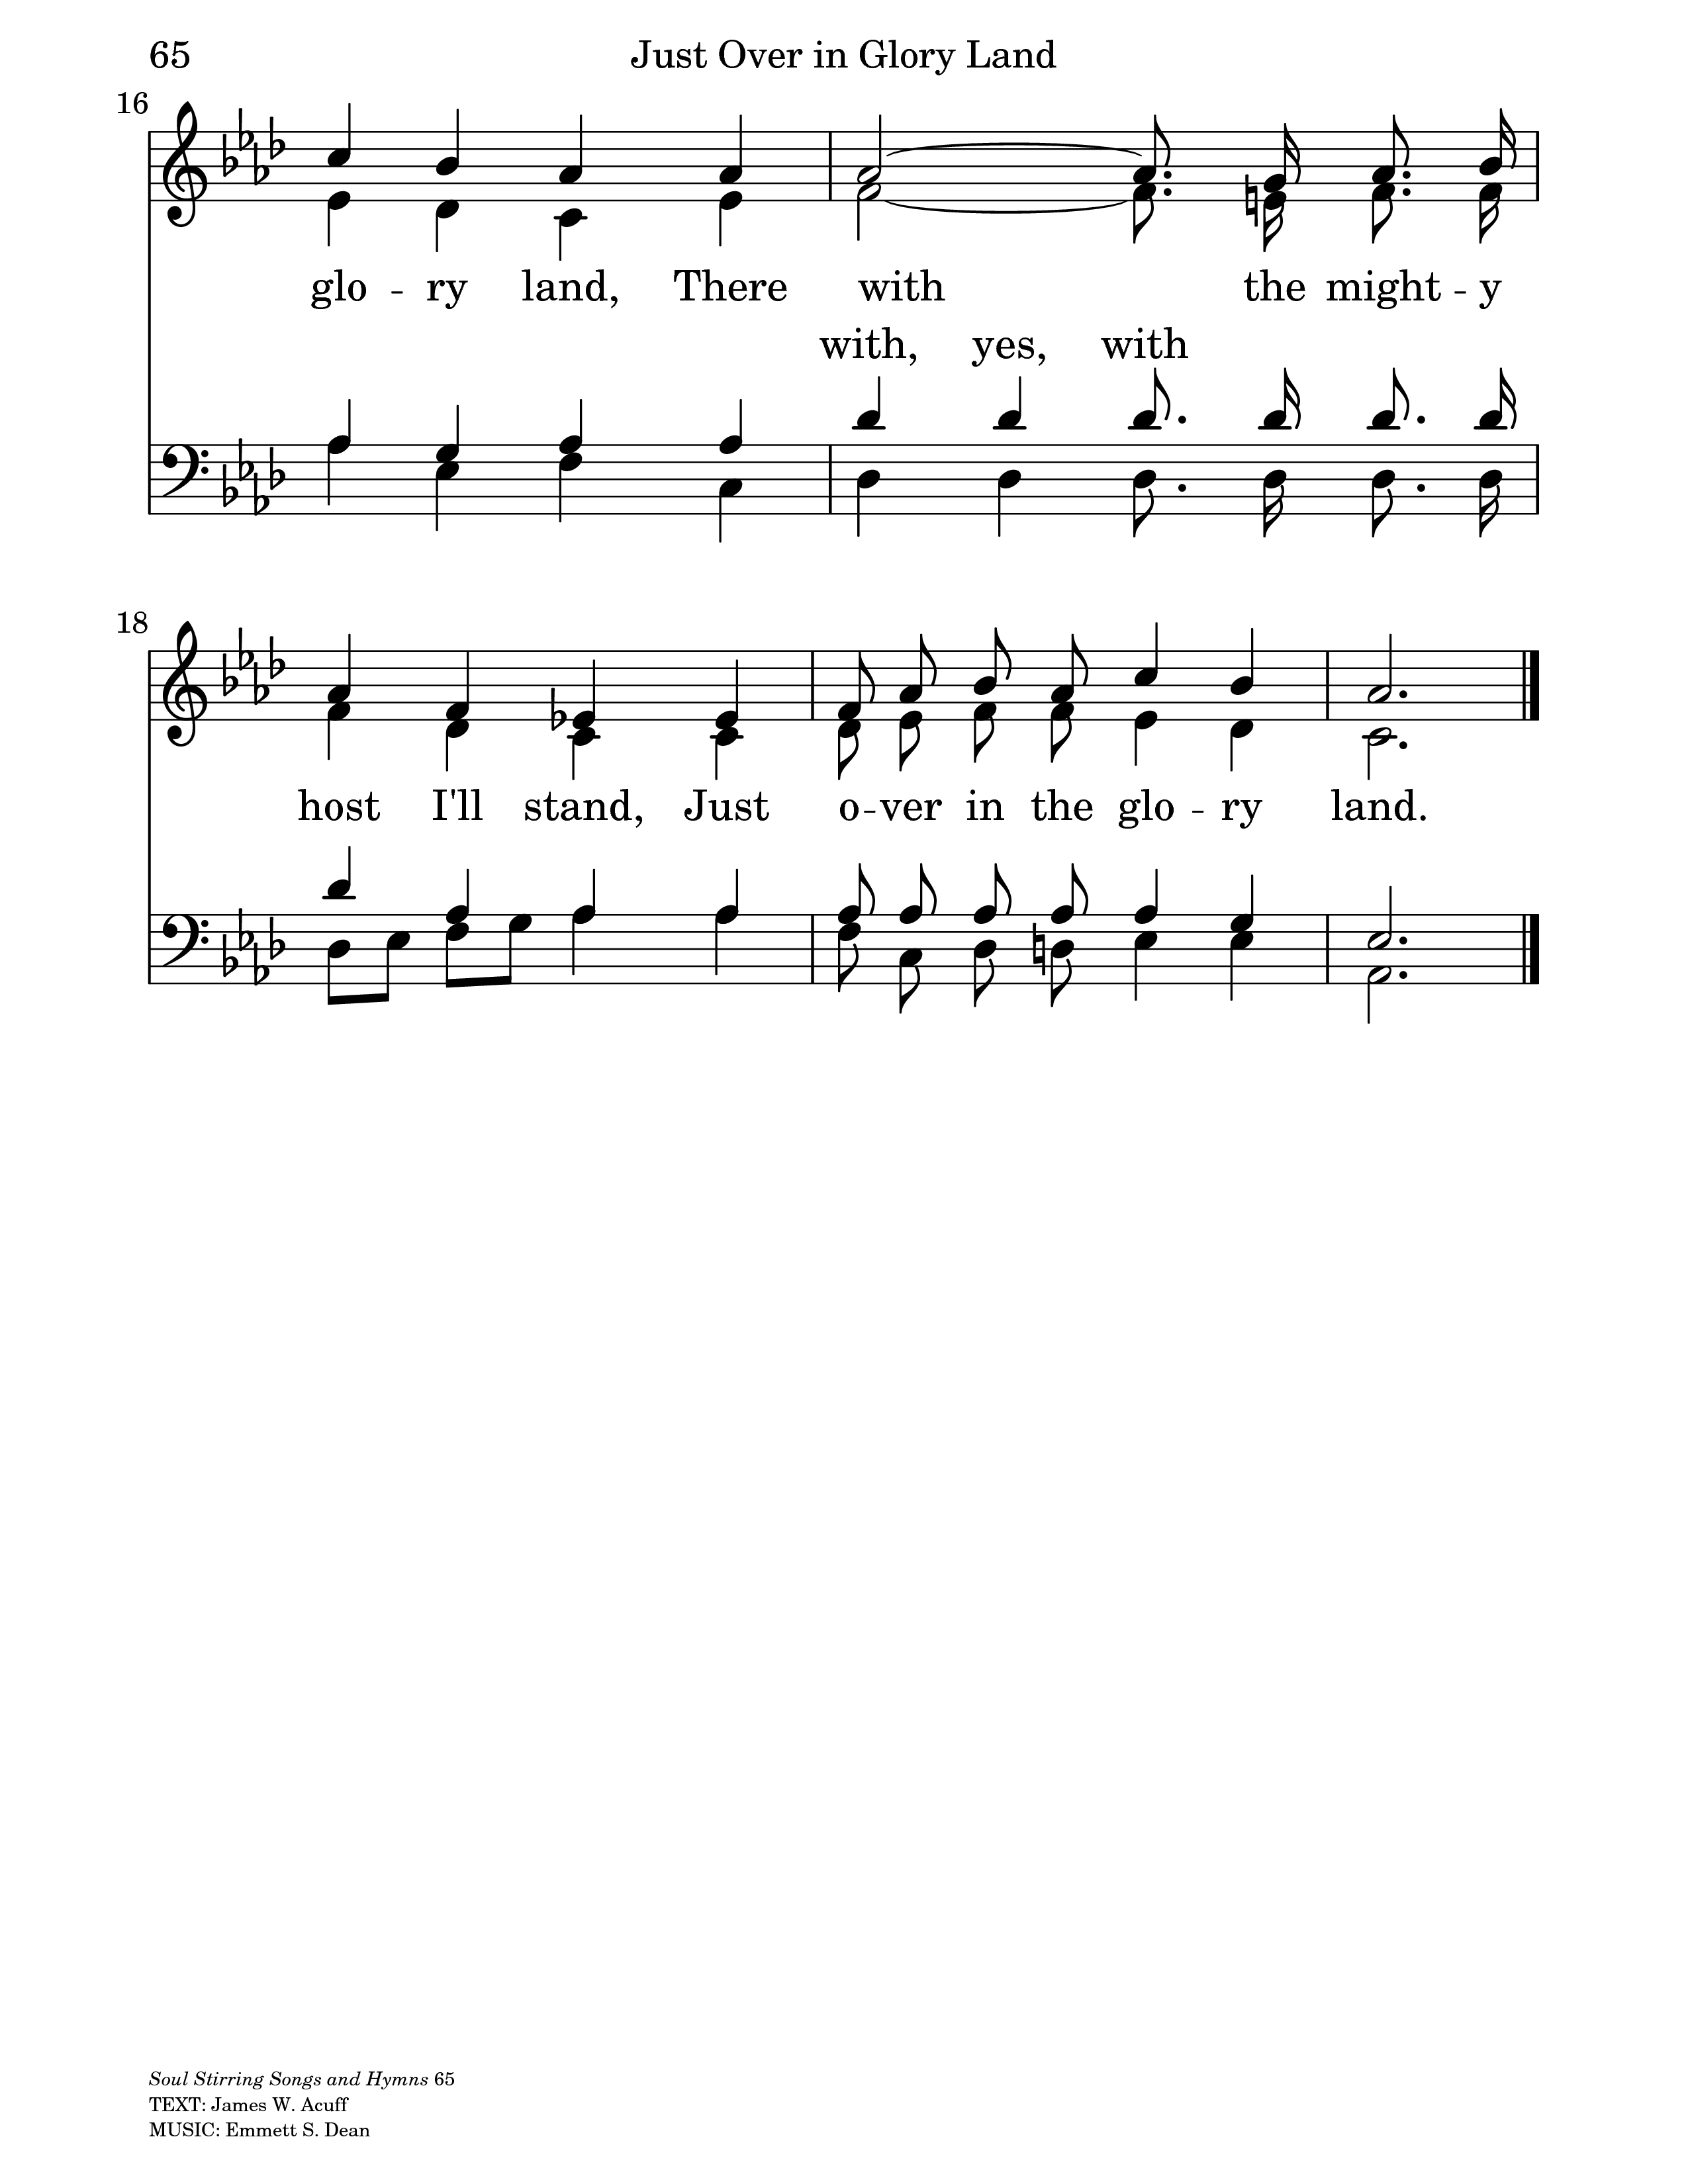 65 Just Over in Glory Land
16
glo - ry land, There with the might - y
with, yes, with
18
host I'll stand, Just o - ver in the glo - ry land.
Soul Stirring Songs and Hymns 65
TEXT: James W. Acuff
MUSIC: Emmett S. Dean